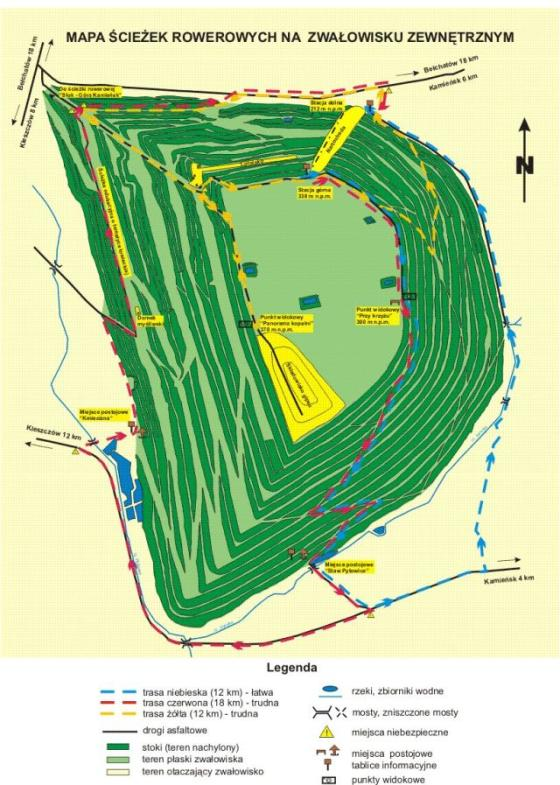 MAPA ŚCIEŻEK ROWEROWYCH NA ZWAŁOWISKU ZEWNĘTRZNYM
Bełchatów 18 km
Kleszczów 8 km
Do ścieżki rowerowej
Bełchatów 18 km
Kamieńsk 6 km
Stacja dolna
Stacja górna
Domek
myśliwski
Punkt widokowy
"Panorama kopalni"
Punkt widokowy
"Przy krzyżu"
Miejsce postojowe
Kleszczów 12 km
Miejsce postojowe
Kamieńsk 4 km
N
Legenda
trasa niebieska (12 km) - łatwa
trasa czerwona (18 km) - trudna
trasa żółta (12 km) - trudna
drogi asfaltowe
stoki (teren nachylony)
teren płaski zwałowiska
teren otaczający zwałowisko
rzeki, zbiorniki wodne
mosty, zniszczone mosty
miejsca niebezpieczne
miejsca postojowe
tablice informacyjne
punkty widokowe